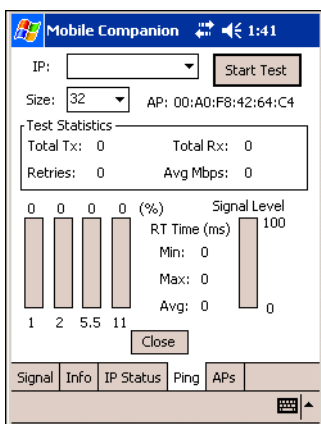 Mobile Companion 1:41
IP: Start Test
Size: 32 AP: 00:A0:F8:42:64:C4
Test Statistics
Total Tx: 0 Total Rx: 0
Retries: 0 Avg Mbps: 0
0 0 0 0 (%) Signal Level
RT Time (ms) 100
Min: 0
Max: 0
Avg: 0 0
1 2 5.5 11
Close
Signal Info IP Status Ping APs